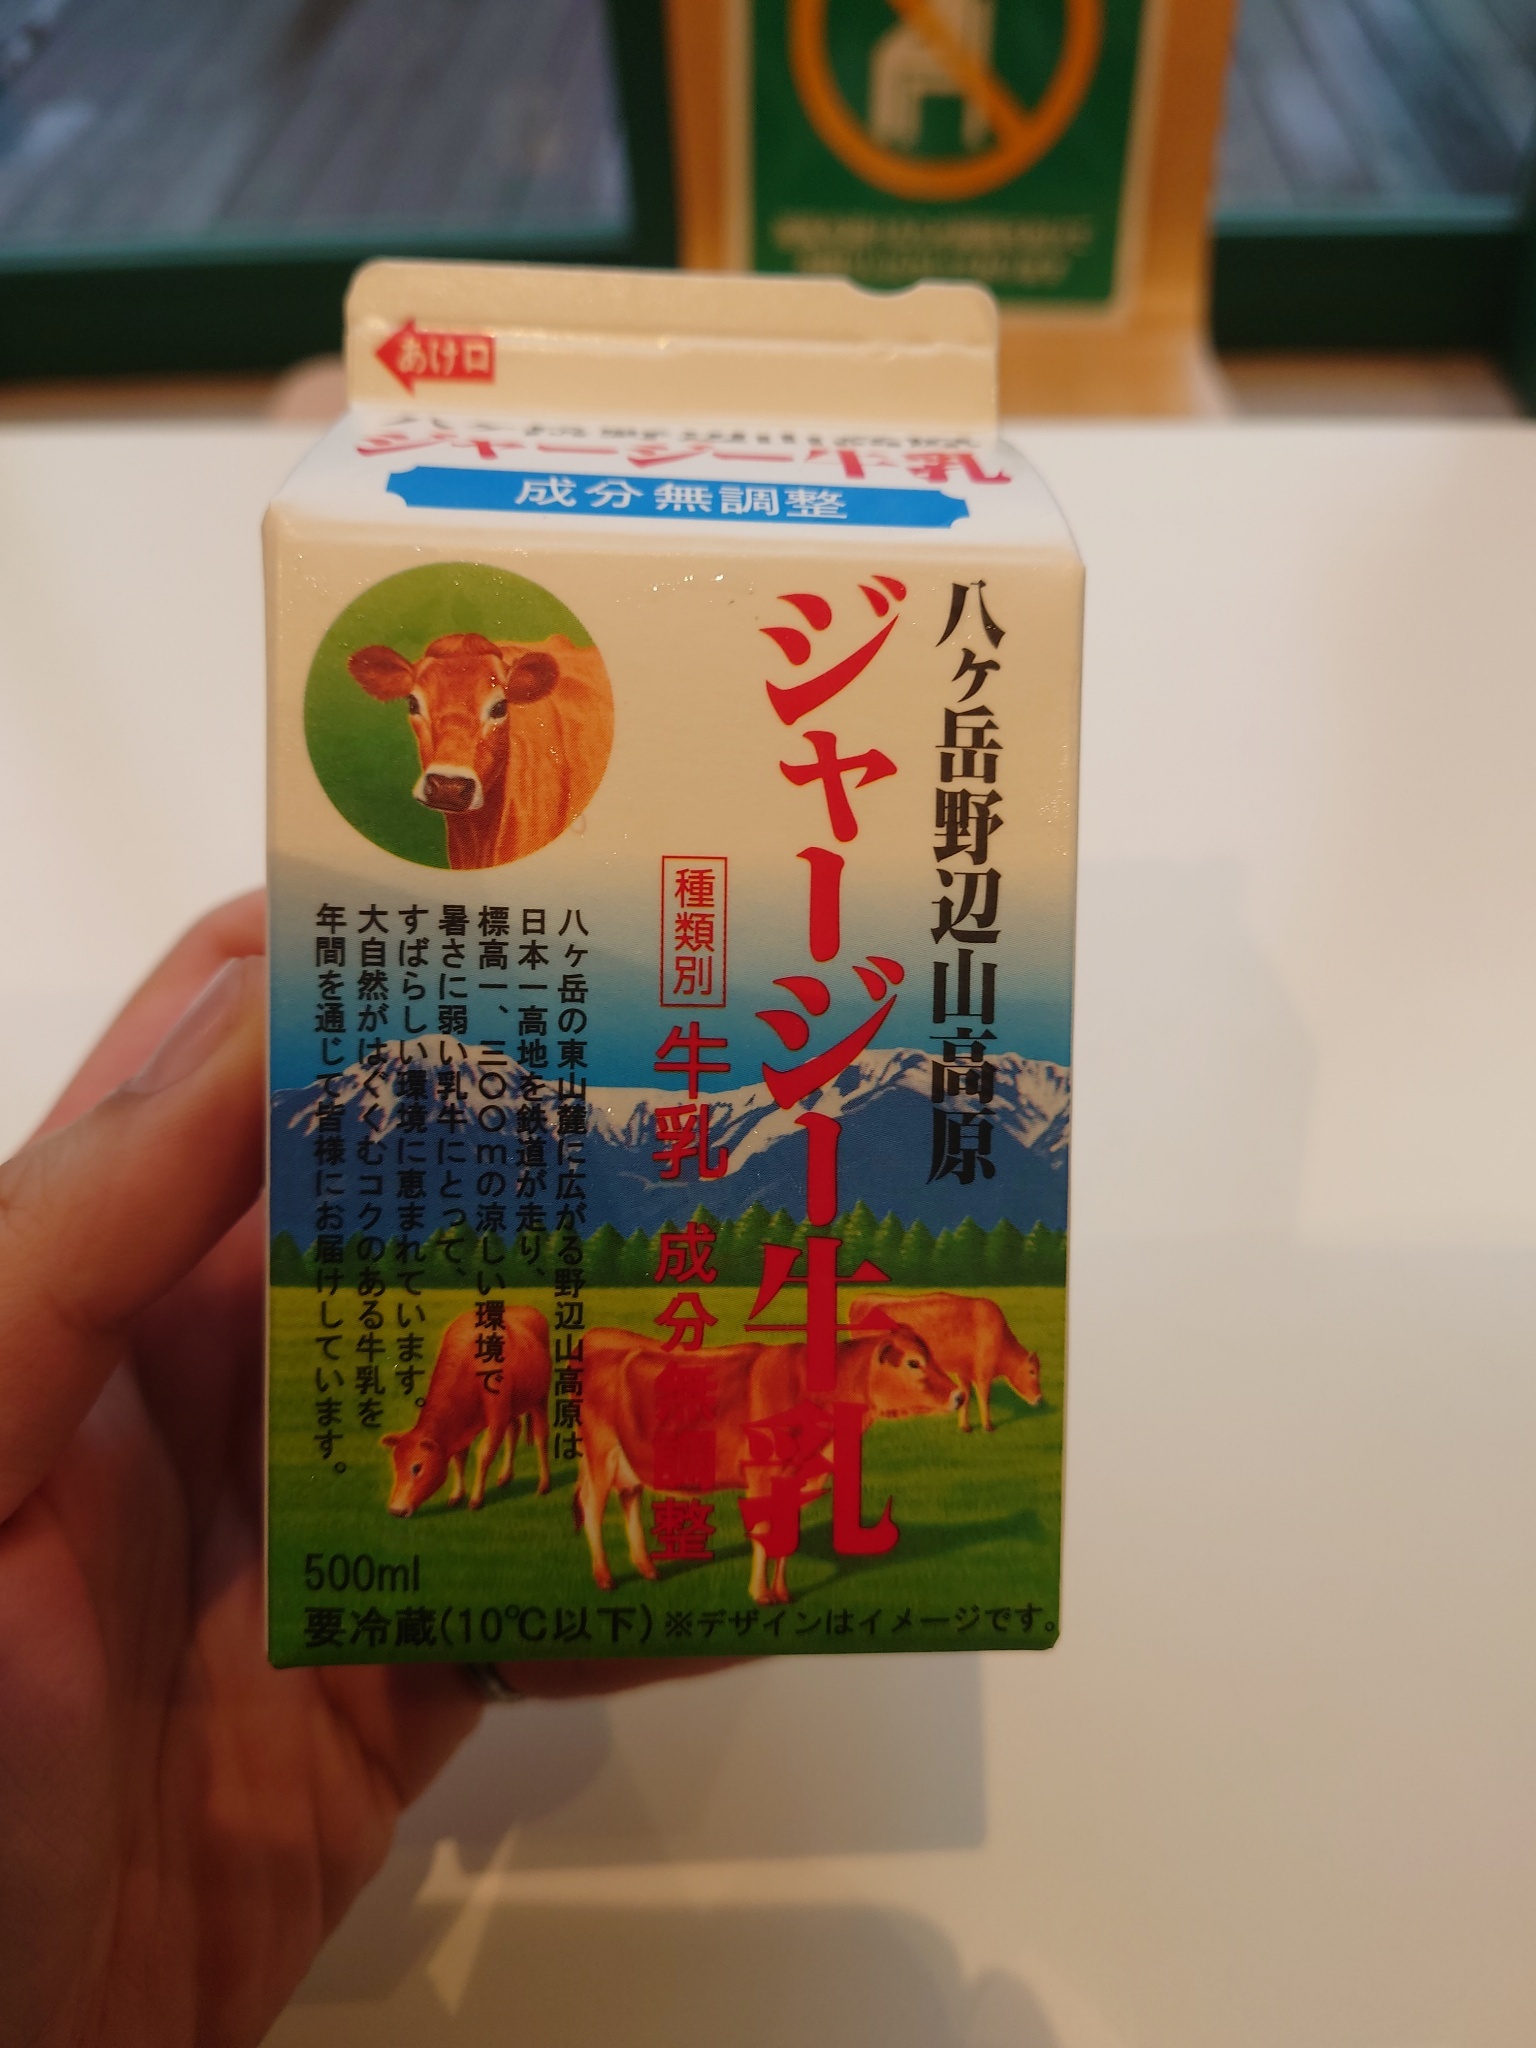 あけ口
ジャージー牛乳
成分無調整
八ヶ岳野辺山高原
ジャージー牛乳
種類別
牛乳 成分無調整
八ヶ岳の東山麓に広がる野辺山高原は
日本一高地を鉄道が走り、
標高一、三〇〇mの涼しい環境で
暑さに弱い乳牛にとって、
すばらしい環境に恵まれています。
大自然がはぐくむコクのある牛乳を
年間を通じて皆様にお届けしています。
500ml
要冷蔵(10℃以下)※デザインはイメージです。